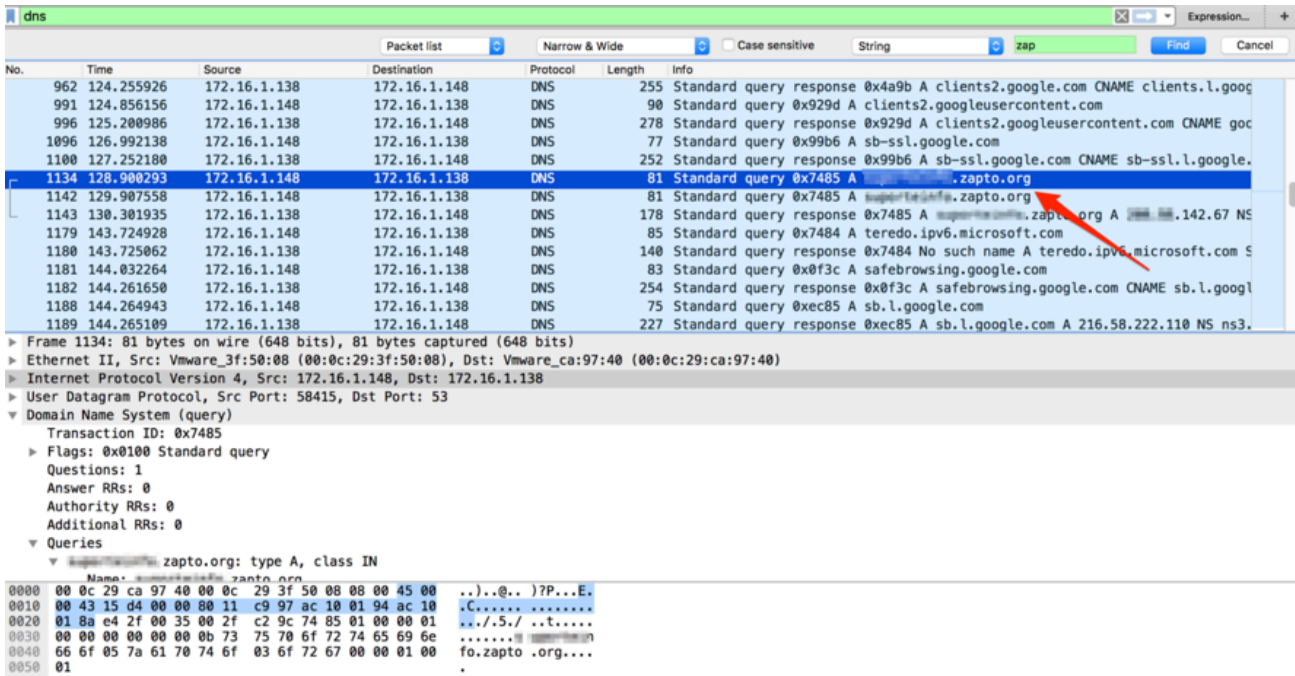 dns Expression... +
Packet list Narrow & Wide Case sensitive String zap Find Cancel
No. Time Source Destination Protocol Length Info
962 124.255926 172.16.1.138 172.16.1.148 DNS 255 Standard query response 0x4a9b A clients2.google.com CNAME clients.l.goog
991 124.856156 172.16.1.148 172.16.1.138 DNS 90 Standard query 0x929d A clients2.googleusercontent.com
996 125.200986 172.16.1.138 172.16.1.148 DNS 278 Standard query response 0x929d A clients2.googleusercontent.com CNAME goo
1096 126.992138 172.16.1.148 172.16.1.138 DNS 77 Standard query 0x99b6 A sb-ssl.google.com
1100 127.252180 172.16.1.138 172.16.1.148 DNS 252 Standard query response 0x99b6 A sb-ssl.google.com CNAME sb-ssl.l.google.
1134 128.900293 172.16.1.148 172.16.1.138 DNS 81 Standard query 0x7485 A .zapto.org
1142 129.907558 172.16.1.148 172.16.1.138 DNS 81 Standard query 0x7485 A .zapto.org
1143 130.301935 172.16.1.138 172.16.1.148 DNS 178 Standard query response 0x7485 A .zapto.org A .142.67 NS
1179 143.724928 172.16.1.148 172.16.1.138 DNS 85 Standard query 0x7484 A teredo.ipv6.microsoft.com
1180 143.725062 172.16.1.138 172.16.1.148 DNS 140 Standard query response 0x7484 No such name A teredo.ipv6.microsoft.com S
1181 144.032264 172.16.1.148 172.16.1.138 DNS 83 Standard query 0x0f3c A safebrowsing.google.com
1182 144.261650 172.16.1.138 172.16.1.148 DNS 254 Standard query response 0x0f3c A safebrowsing.google.com CNAME sb.l.googl
1188 144.264943 172.16.1.148 172.16.1.138 DNS 75 Standard query 0xec85 A sb.l.google.com
1189 144.265109 172.16.1.138 172.16.1.148 DNS 227 Standard query response 0xec85 A sb.l.google.com A 216.58.222.110 NS ns3.
Frame 1134: 81 bytes on wire (648 bits), 81 bytes captured (648 bits)
Ethernet II, Src: Vmware_3f:50:08 (00:0c:29:3f:50:08), Dst: Vmware_ca:97:40 (00:0c:29:ca:97:40)
Internet Protocol Version 4, Src: 172.16.1.148, Dst: 172.16.1.138
User Datagram Protocol, Src Port: 58415, Dst Port: 53
Domain Name System (query)
Transaction ID: 0x7485
Flags: 0x0100 Standard query
Questions: 1
Answer RRs: 0
Authority RRs: 0
Additional RRs: 0
Queries
.zapto.org: type A, class IN
Name: .zapto.org
0000 00 0c 29 ca 97 40 00 0c 29 3f 50 08 08 00 45 00 ..)..@.. )?P...E.
0010 00 43 15 d4 00 00 80 11 c9 97 ac 10 01 94 ac 10 .C...... ........
0020 01 8a e4 2f 00 35 00 2f c2 9c 74 85 01 00 00 01 .../.5./ ..t.....
0030 00 00 00 00 00 00 0b 73 75 70 6f 72 74 65 69 6e .......
0040 66 6f 05 7a 61 70 74 6f 03 6f 72 67 00 00 01 00 fo.zapto .org....
0050 01 .